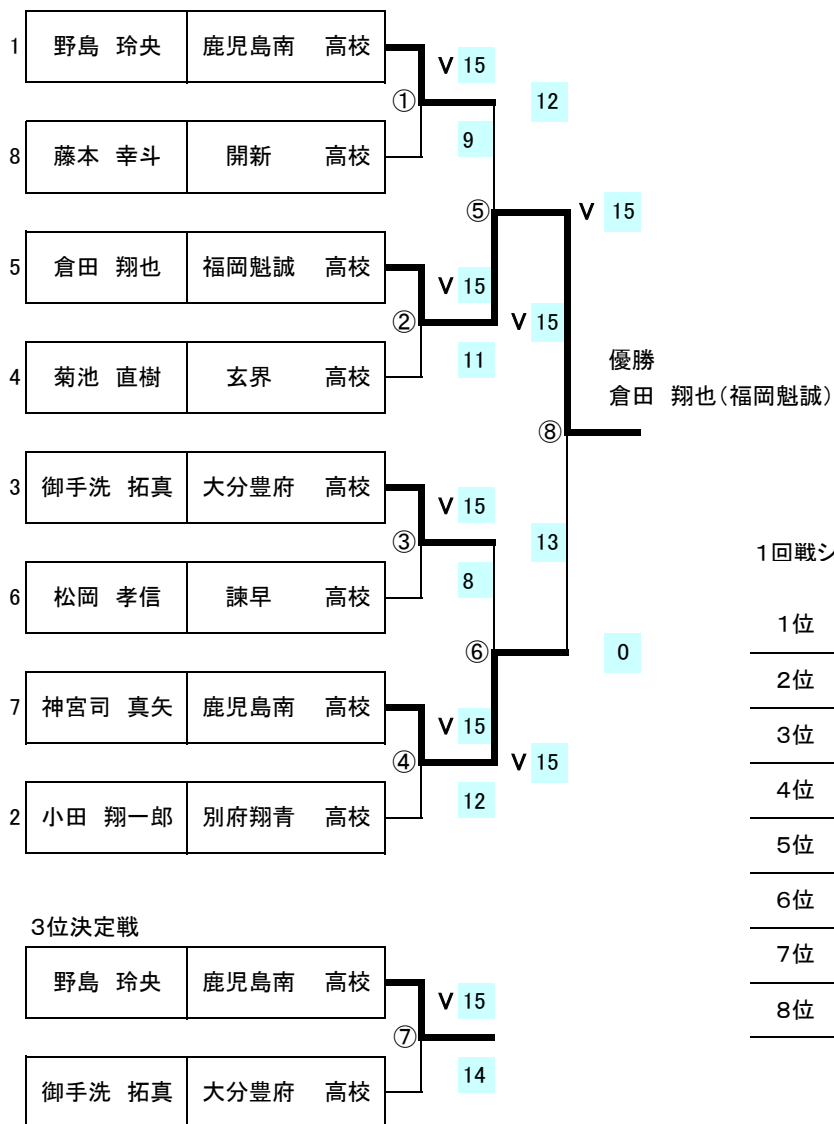 1 野島 玲央 鹿児島南 高校
V 15
① 12
9
8 藤本 幸斗 開新 高校
⑤ V 15
5 倉田 翔也 福岡魁誠 高校
V 15
② V 15
11
4 菊池 直樹 玄界 高校
優勝
倉田 翔也(福岡魁誠)
⑧
3 御手洗 拓真 大分豊府 高校
V 15
③ 13
8
1回戦シ
6 松岡 孝信 諫早 高校
1位
⑥ 0
2位
7 神宮司 真矢 鹿児島南 高校
V 15
3位
④ V 15
12
4位
2 小田 翔一郎 別府翔青 高校
5位
6位
3位決定戦
7位
野島 玲央 鹿児島南 高校
V 15
8位
⑦
14
御手洗 拓真 大分豊府 高校